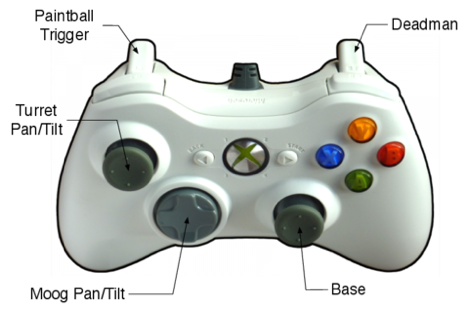 Paintball
Trigger
Deadman
Turret
Pan/Tilt
Moog Pan/Tilt
Base